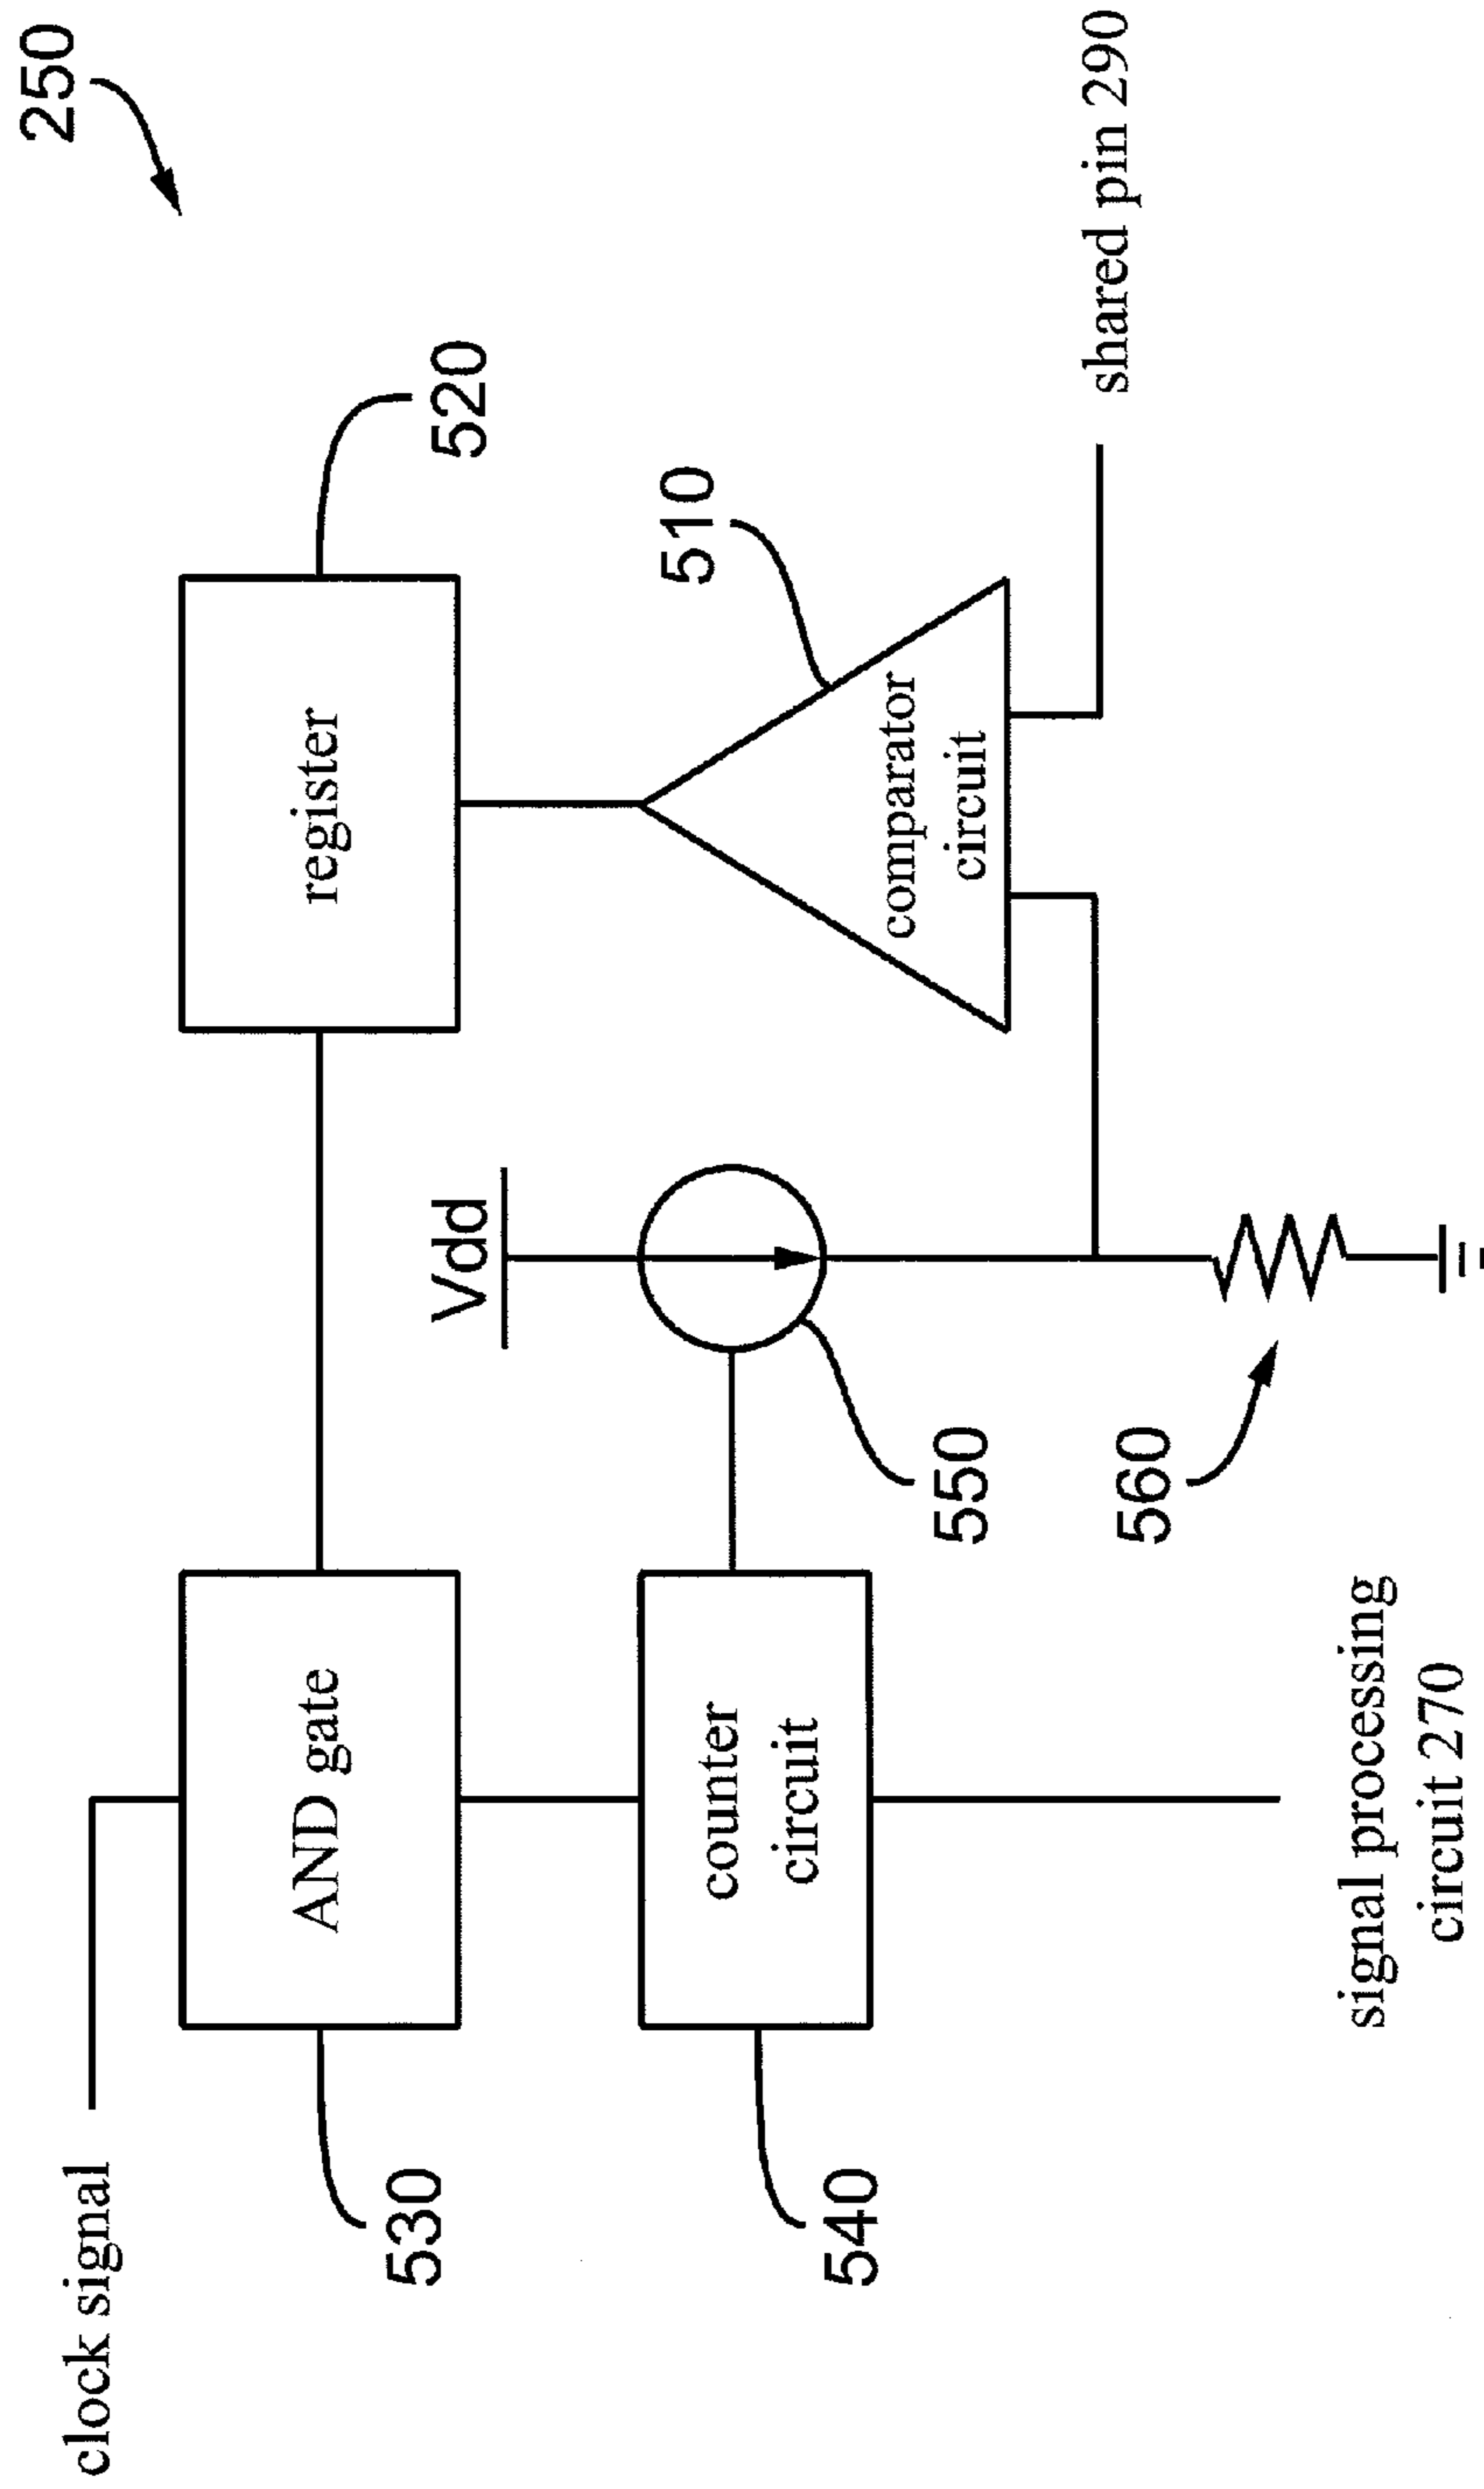 250
clock signal
AND gate
register
530
520
Vdd
counter
circuit
540
510
comparator
circuit
550
560
shared pin 290
signal processing
circuit 270